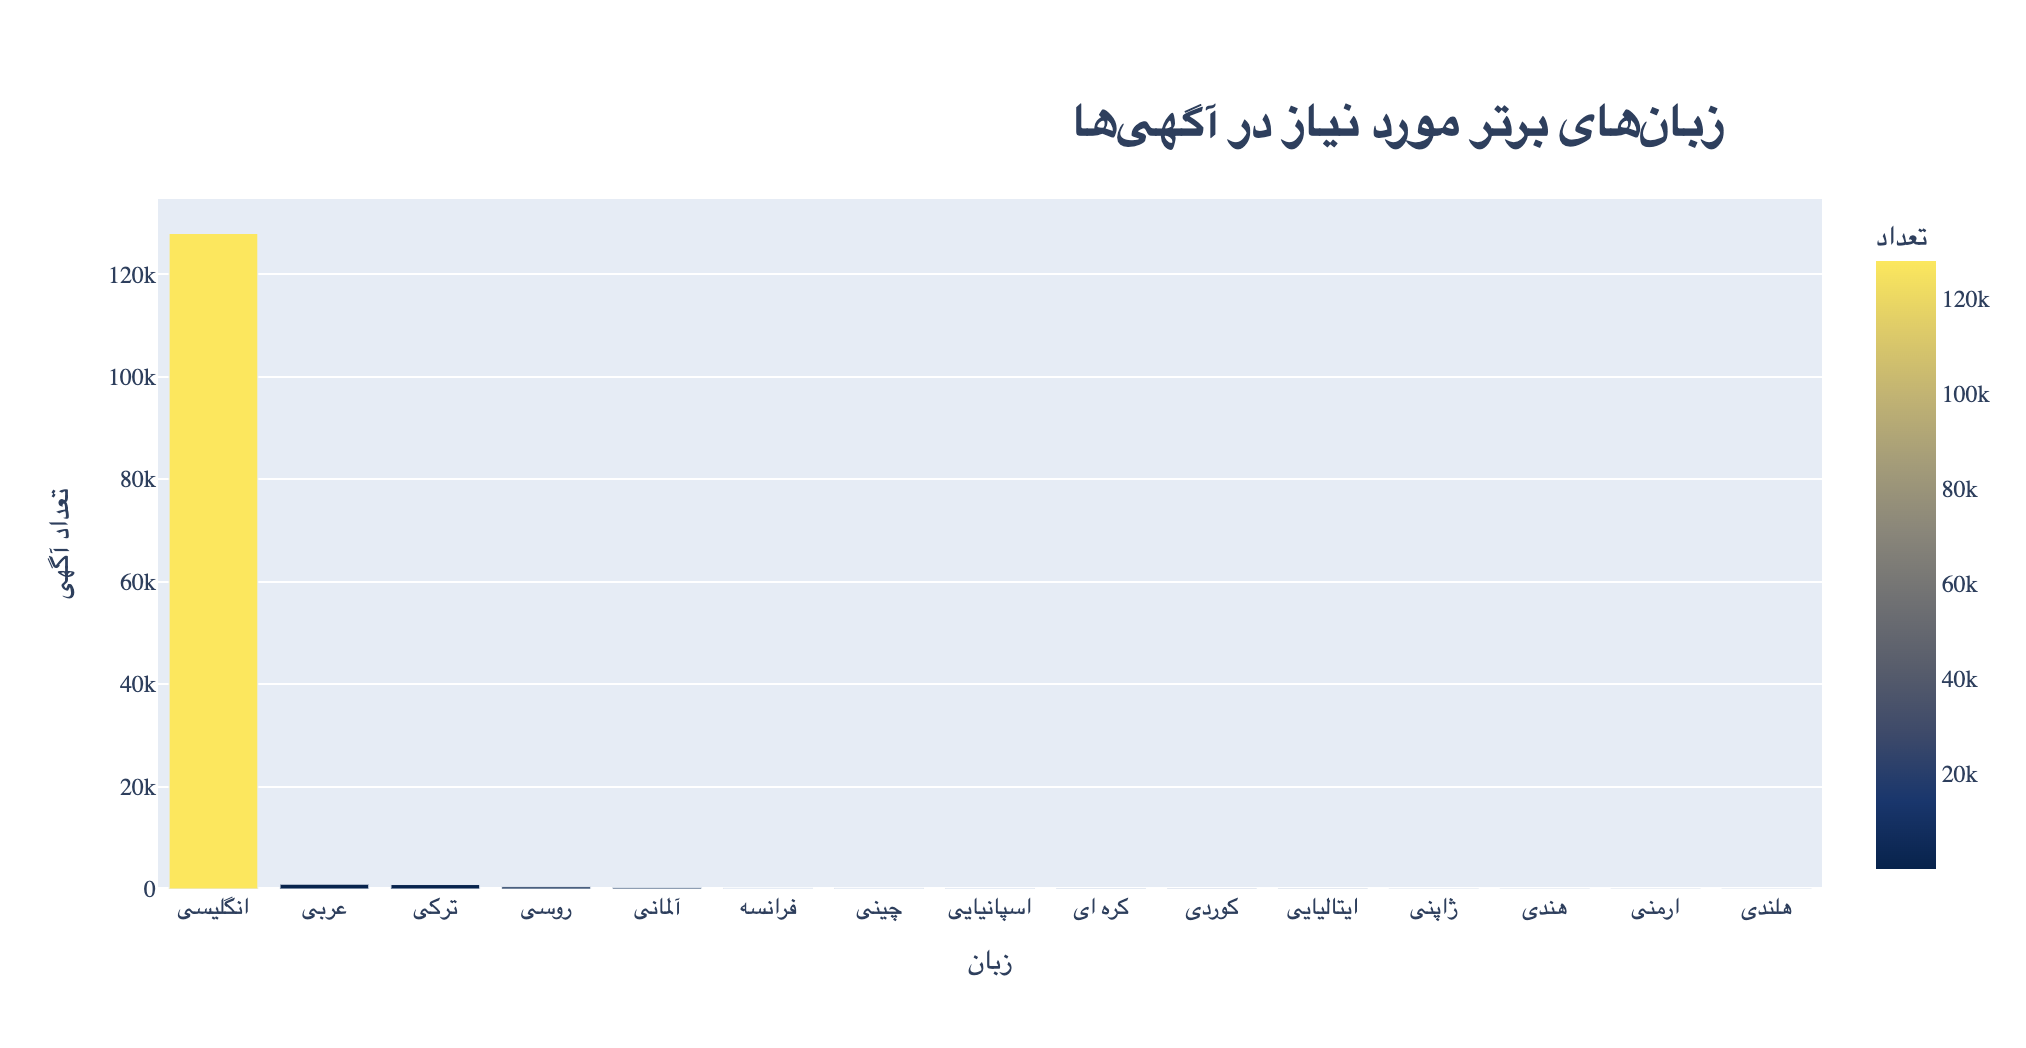 زبان‌های برتر مورد نیاز در آگهی‌ها
تعداد
120k
100k
80k
60k
40k
20k
تعداد آگهی
120k
100k
80k
60k
40k
20k
0
انگلیسی
عربی
ترکی
روسی
آلمانی
فرانسه
چینی
اسپانیایی
کره ای
کوردی
ایتالیایی
ژاپنی
هندی
ارمنی
هلندی
زبان